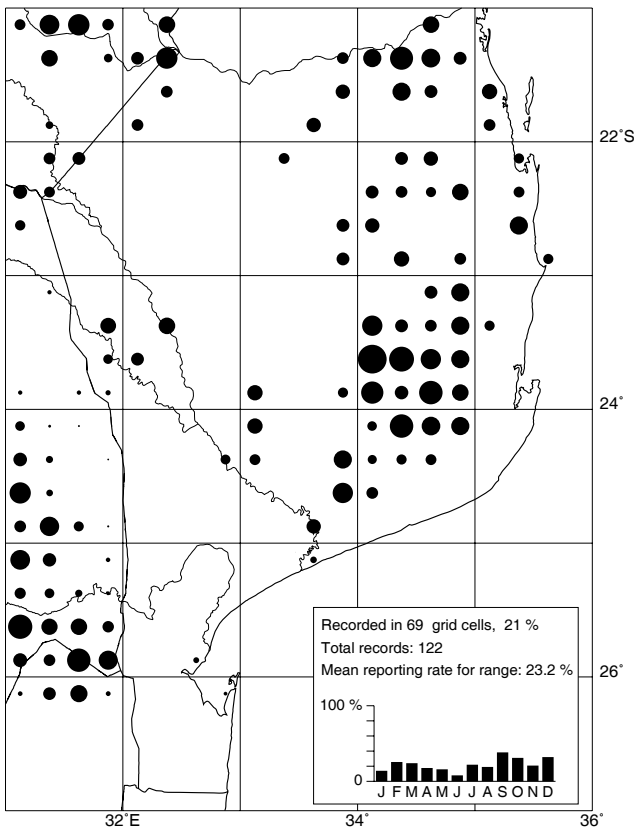 22˚S
24˚
Recorded in 69 grid cells, 21 %
Total records: 122
Mean reporting rate for range: 23.2 %
26˚
100 %
0
J F M A M J J A S O N D
32˚E 34˚ 36˚